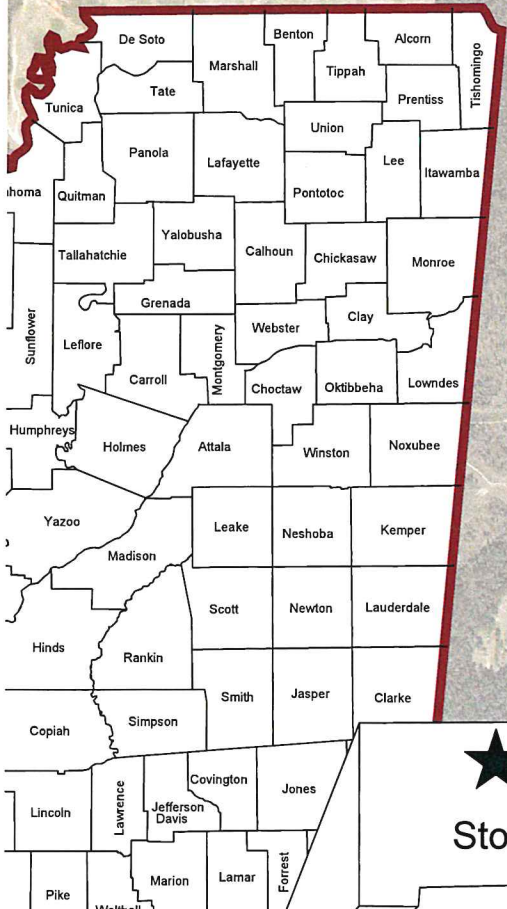 De Soto
Benton
Alcorn
Marshall
Tippah
Tishomingo
Tate
Prentiss
Tunica
Union
Panola
Lafayette
Lee
Itawamba
ahoma
Quitman
Pontotoc
Yalobusha
Tallahatchie
Calhoun
Chickasaw
Monroe
Grenada
Sunflower
Leflore
Montgomery
Webster
Clay
Carroll
Choctaw
Oktibbeha
Lowndes
Humphreys
Holmes
Attala
Winston
Noxubee
Yazoo
Leake
Neshoba
Kemper
Madison
Scott
Newton
Lauderdale
Hinds
Rankin
Smith
Jasper
Clarke
Copiah
Simpson
Covington
Jones
Lawrence
Jefferson
Davis
Lincoln
Sto
Marion
Lamar
Forrest
Pike
Walthall